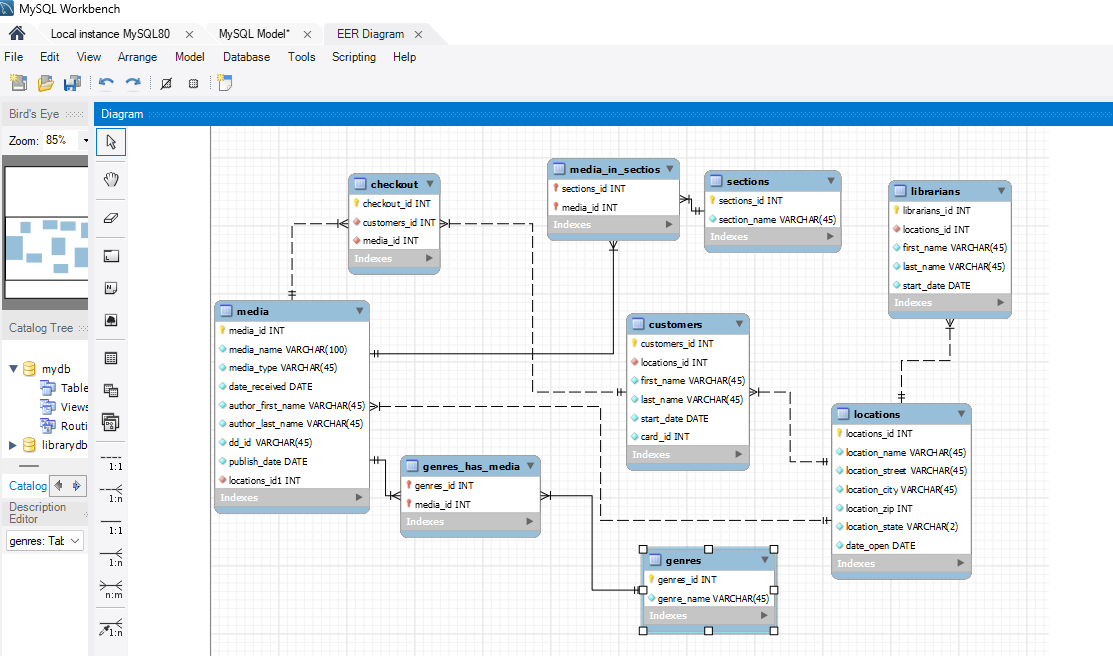 MySQL Workbench
Local instance MySQL80
MySQL Model*
EER Diagram
File Edit View Arrange Model Database Tools Scripting Help
Bird's Eye
Diagram
Zoom: 85%
Catalog Tree
mydb
Table
Views
Routi
librarydb
Catalog
Description
Editor
genres: Tab
1:1
1:n
1:1
1:n
n:m
1:n
checkout
checkout_id INT
customers_id INT
media_id INT
Indexes
media_in_sectios
sections_id INT
media_id INT
Indexes
sections
sections_id INT
section_name VARCHAR(45)
Indexes
librarians
librarians_id INT
locations_id INT
first_name VARCHAR(45)
last_name VARCHAR(45)
start_date DATE
Indexes
media
media_id INT
media_name VARCHAR(100)
media_type VARCHAR(45)
date_received DATE
author_first_name VARCHAR(45)
author_last_name VARCHAR(45)
dd_id VARCHAR(45)
publish_date DATE
locations_id1 INT
Indexes
customers
customers_id INT
locations_id INT
first_name VARCHAR(45)
last_name VARCHAR(45)
start_date DATE
card_id INT
Indexes
locations
locations_id INT
location_name VARCHAR(45)
location_street VARCHAR(45)
location_city VARCHAR(45)
location_zip INT
location_state VARCHAR(2)
date_open DATE
Indexes
genres_has_media
genres_id INT
media_id INT
Indexes
genres
genres_id INT
genre_name VARCHAR(45)
Indexes